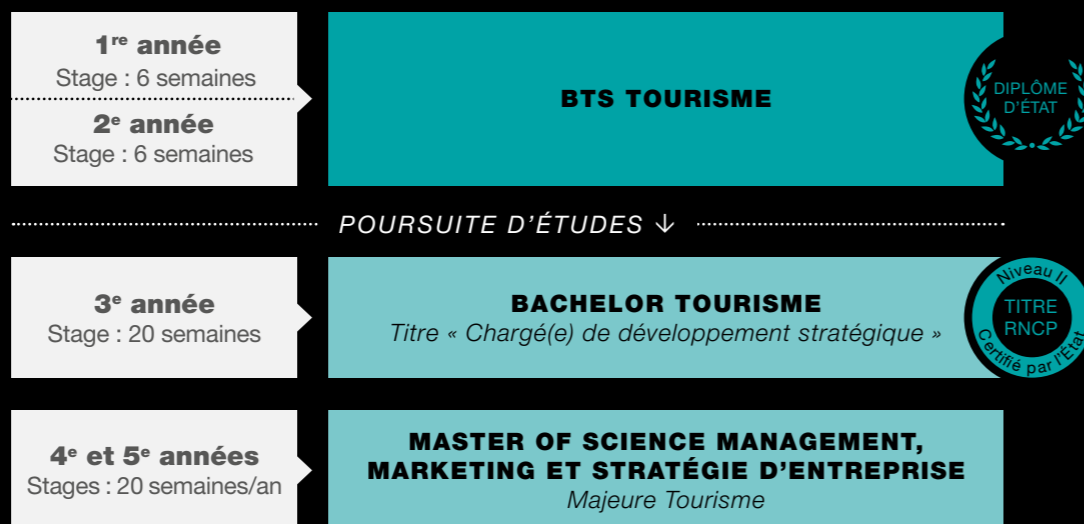 1re année
Stage : 6 semaines
2e année
Stage : 6 semaines
BTS TOURISME
DIPLÔME
D'ÉTAT
POURSUITE D'ÉTUDES ↓
3e année
Stage : 20 semaines
BACHELOR TOURISME
Titre « Chargé(e) de développement stratégique »
Niveau II
TITRE
RNCP
Certifié par l'État
4e et 5e années
Stages : 20 semaines/an
MASTER OF SCIENCE MANAGEMENT,
MARKETING ET STRATÉGIE D'ENTREPRISE
Majeure Tourisme